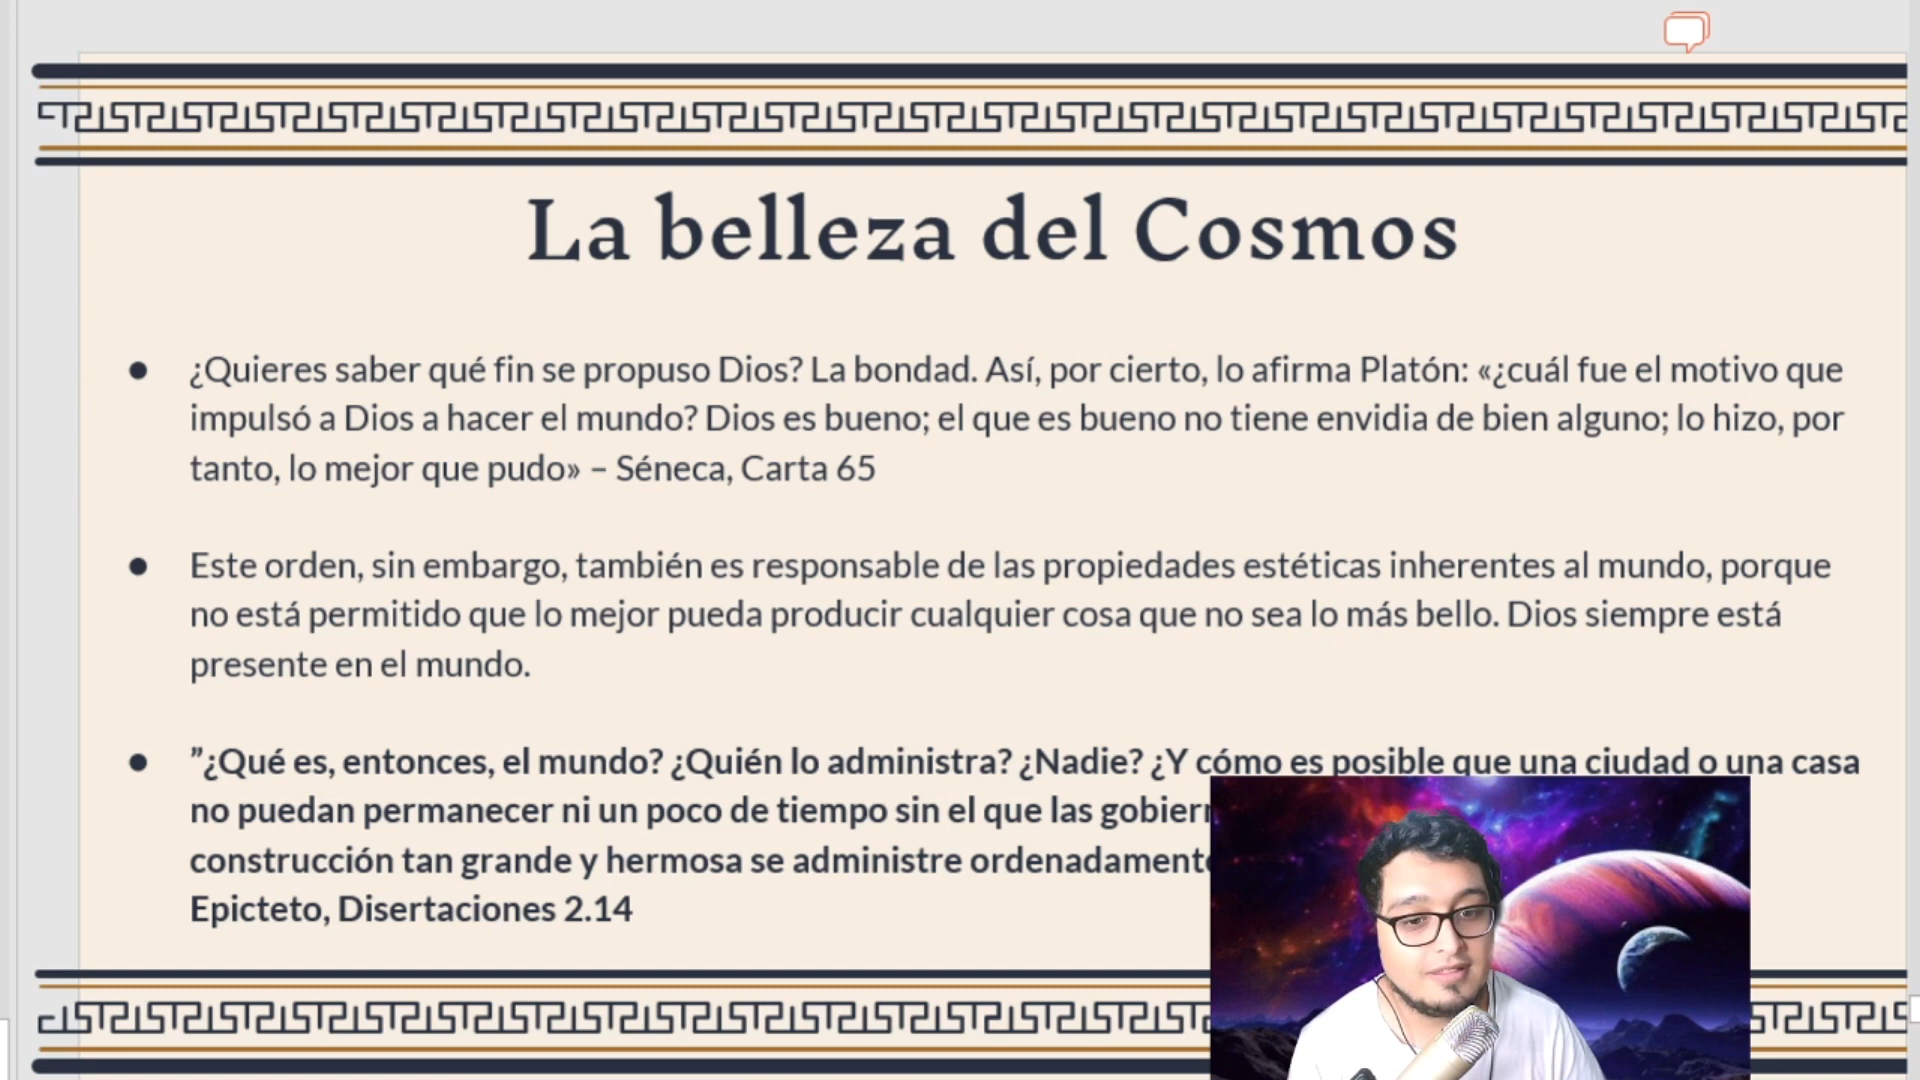 La belleza del Cosmos
● ¿Quieres saber qué fin se propuso Dios? La bondad. Así, por cierto, lo afirma Platón: «¿cuál fue el motivo que
impulsó a Dios a hacer el mundo? Dios es bueno; el que es bueno no tiene envidia de bien alguno; lo hizo, por
tanto, lo mejor que pudo» – Séneca, Carta 65
● Este orden, sin embargo, también es responsable de las propiedades estéticas inherentes al mundo, porque
no está permitido que lo mejor pueda producir cualquier cosa que no sea lo más bello. Dios siempre está
presente en el mundo.
● ”¿Qué es, entonces, el mundo? ¿Quién lo administra? ¿Nadie? ¿Y cómo es posible que una ciudad o una casa
no puedan permanecer ni un poco de tiempo sin el que las
construcción tan grande y hermosa se administre
Epicteto, Disertaciones 2.14